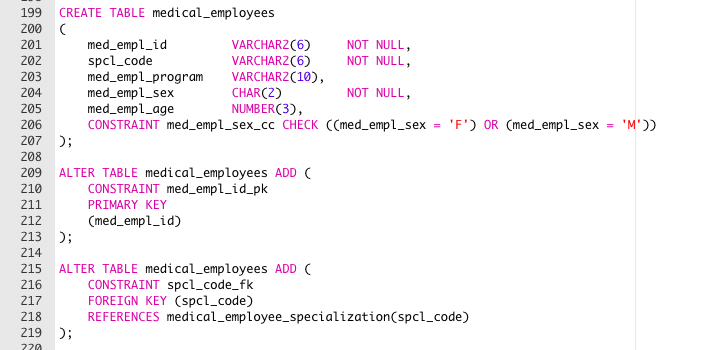 199 CREATE TABLE medical_employees
200 (
201     med_empl_id         VARCHAR2(6)     NOT NULL,
202     spcl_code           VARCHAR2(6)     NOT NULL,
203     med_empl_program    VARCHAR2(10),
204     med_empl_sex        CHAR(2)         NOT NULL,
205     med_empl_age        NUMBER(3),
206     CONSTRAINT med_empl_sex_cc CHECK ((med_empl_sex = 'F') OR (med_empl_sex = 'M'))
207 );
208
209 ALTER TABLE medical_employees ADD (
210     CONSTRAINT med_empl_id_pk
211     PRIMARY KEY
212     (med_empl_id)
213 );
214
215 ALTER TABLE medical_employees ADD (
216     CONSTRAINT spcl_code_fk
217     FOREIGN KEY (spcl_code)
218     REFERENCES medical_employee_specialization(spcl_code)
219 );
220